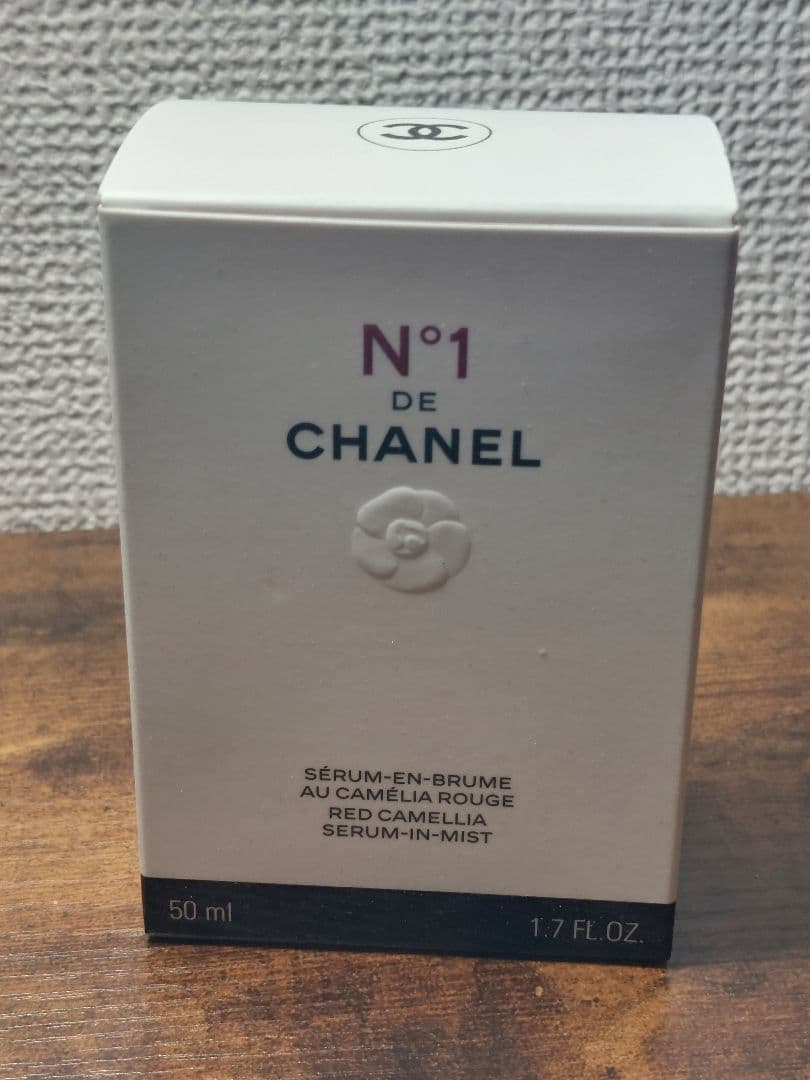 N°1
DE
CHANEL
SÉRUM-EN-BRUME
AU CAMÉLIA ROUGE
RED CAMELLIA
SERUM-IN-MIST
50 ml
1.7 FL.OZ.